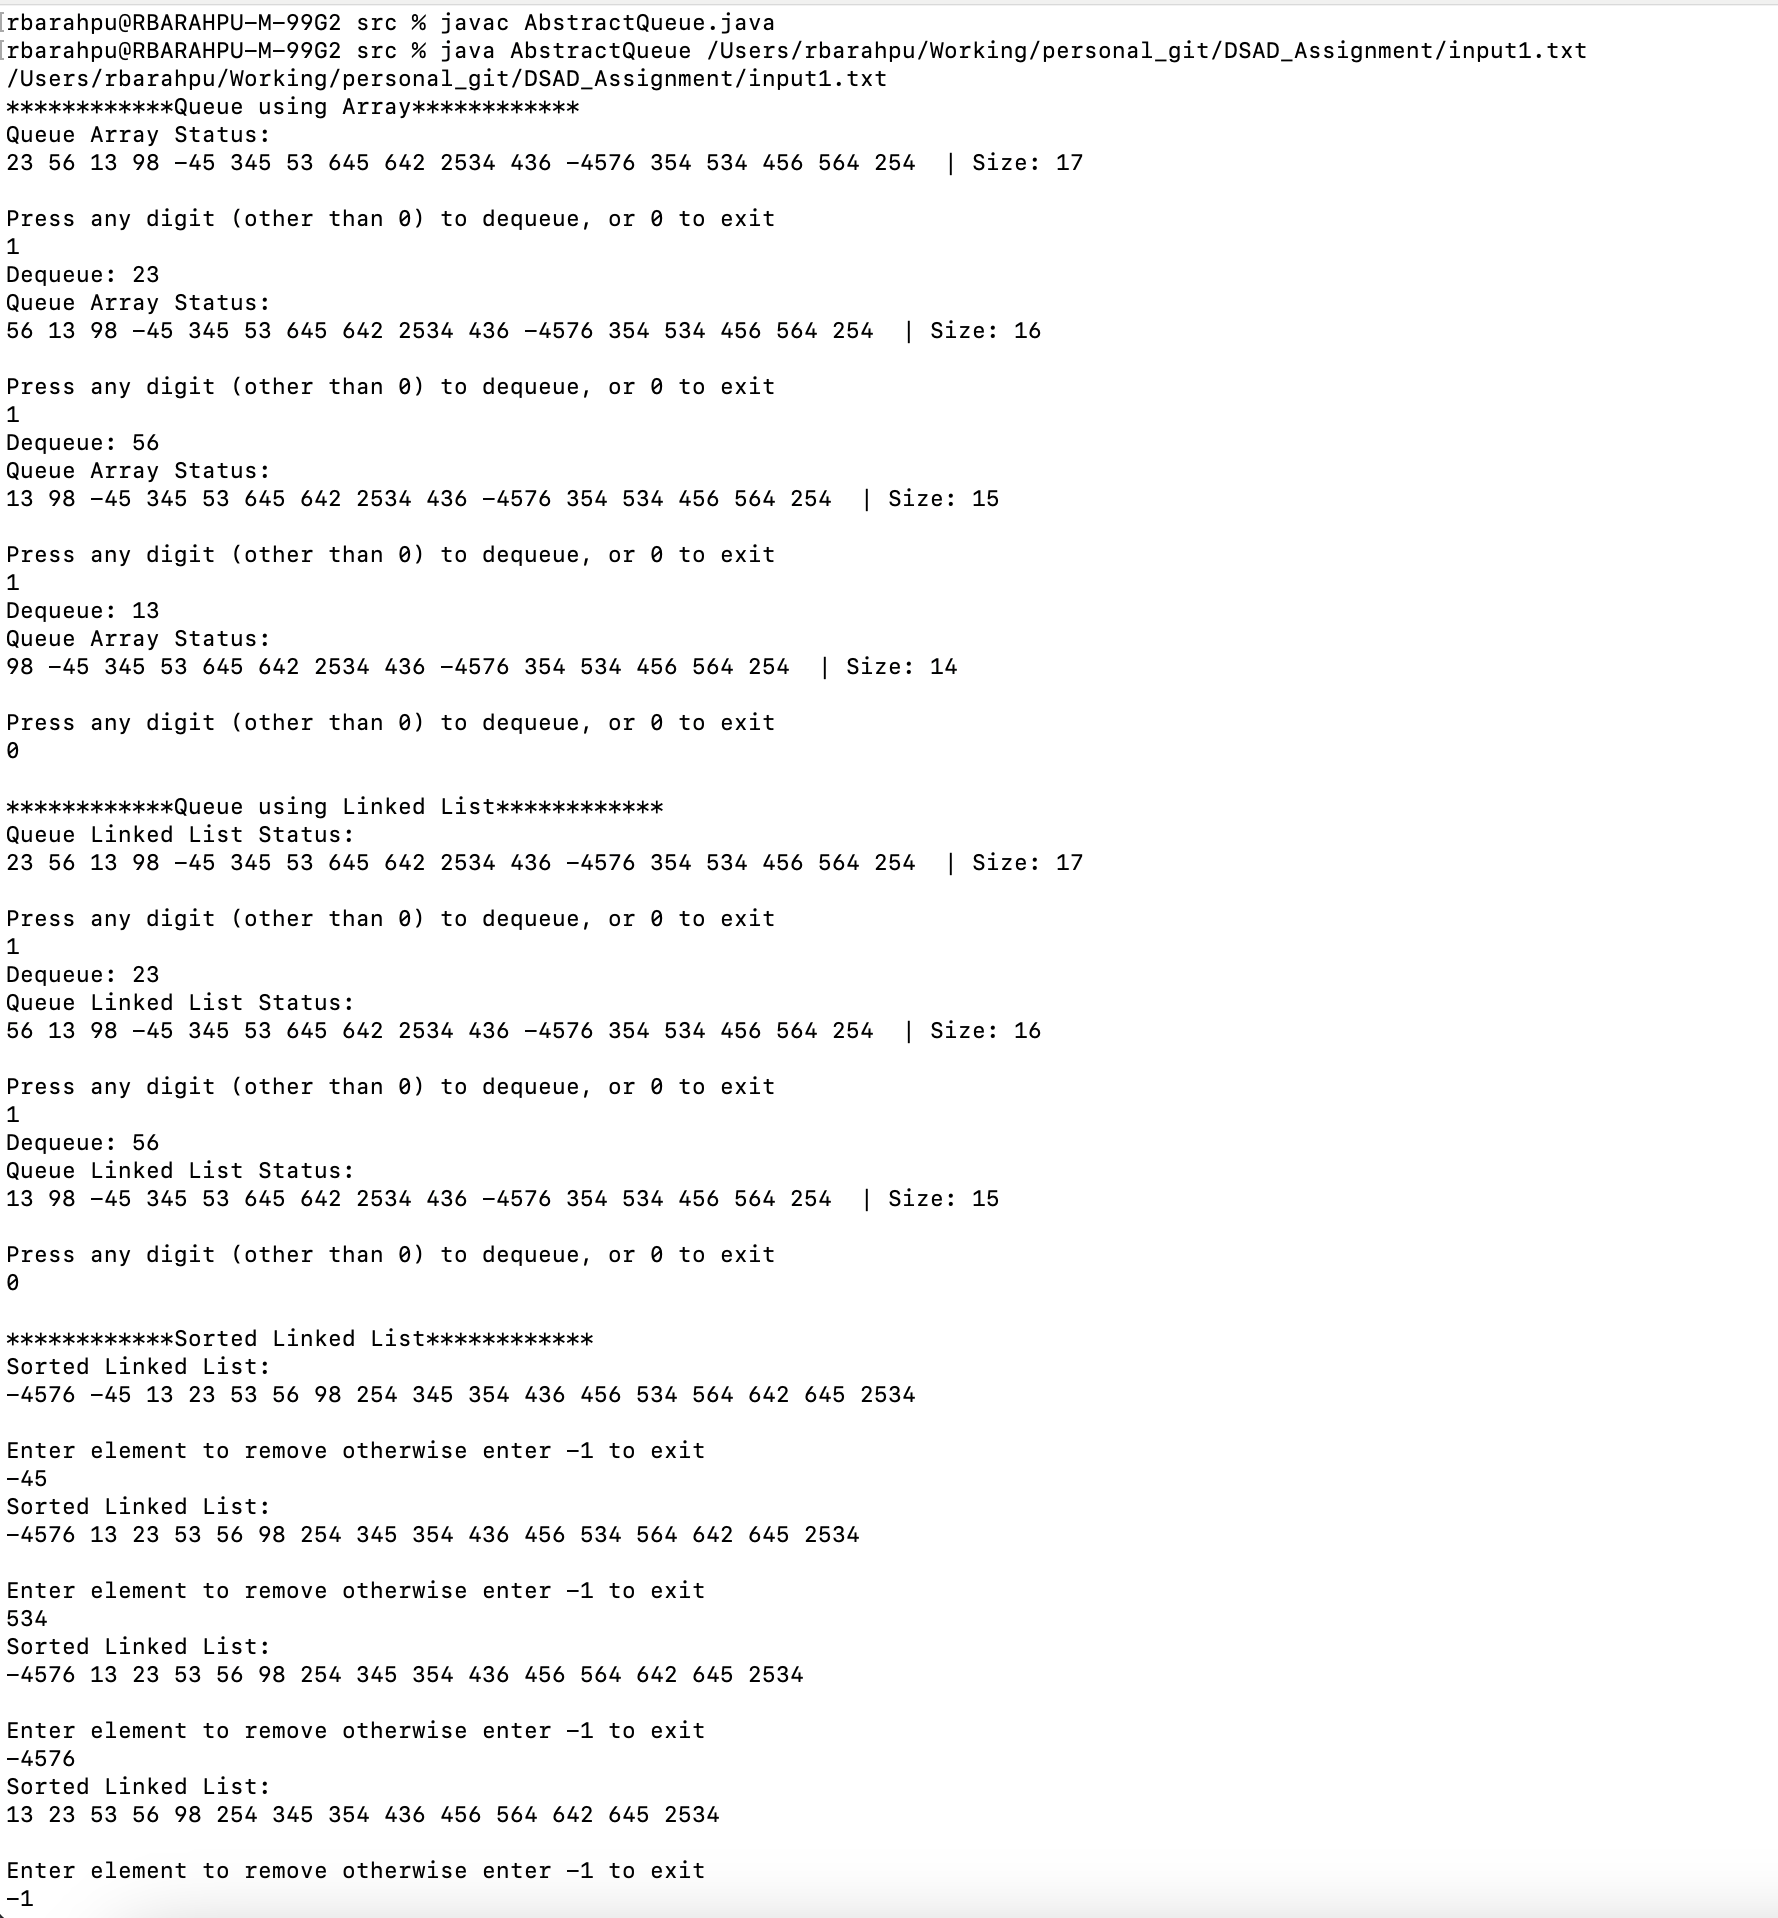 [rbarahpu@RBARAHPU-M-99G2 src % javac AbstractQueue.java
[rbarahpu@RBARAHPU-M-99G2 src % java AbstractQueue /Users/rbarahpu/Working/personal_git/DSAD_Assignment/input1.txt
/Users/rbarahpu/Working/personal_git/DSAD_Assignment/input1.txt
************Queue using Array************
Queue Array Status:
23 56 13 98 -45 345 53 645 642 2534 436 -4576 354 534 456 564 254  | Size: 17
Press any digit (other than 0) to dequeue, or 0 to exit
1
Dequeue: 23
Queue Array Status:
56 13 98 -45 345 53 645 642 2534 436 -4576 354 534 456 564 254  | Size: 16
Press any digit (other than 0) to dequeue, or 0 to exit
1
Dequeue: 56
Queue Array Status:
13 98 -45 345 53 645 642 2534 436 -4576 354 534 456 564 254  | Size: 15
Press any digit (other than 0) to dequeue, or 0 to exit
1
Dequeue: 13
Queue Array Status:
98 -45 345 53 645 642 2534 436 -4576 354 534 456 564 254  | Size: 14
Press any digit (other than 0) to dequeue, or 0 to exit
0
************Queue using Linked List************
Queue Linked List Status:
23 56 13 98 -45 345 53 645 642 2534 436 -4576 354 534 456 564 254  | Size: 17
Press any digit (other than 0) to dequeue, or 0 to exit
1
Dequeue: 23
Queue Linked List Status:
56 13 98 -45 345 53 645 642 2534 436 -4576 354 534 456 564 254  | Size: 16
Press any digit (other than 0) to dequeue, or 0 to exit
1
Dequeue: 56
Queue Linked List Status:
13 98 -45 345 53 645 642 2534 436 -4576 354 534 456 564 254  | Size: 15
Press any digit (other than 0) to dequeue, or 0 to exit
0
************Sorted Linked List************
Sorted Linked List:
-4576 -45 13 23 53 56 98 254 345 354 436 456 534 564 642 645 2534
Enter element to remove otherwise enter -1 to exit
-45
Sorted Linked List:
-4576 13 23 53 56 98 254 345 354 436 456 534 564 642 645 2534
Enter element to remove otherwise enter -1 to exit
534
Sorted Linked List:
-4576 13 23 53 56 98 254 345 354 436 456 564 642 645 2534
Enter element to remove otherwise enter -1 to exit
-4576
Sorted Linked List:
13 23 53 56 98 254 345 354 436 456 564 642 645 2534
Enter element to remove otherwise enter -1 to exit
-1